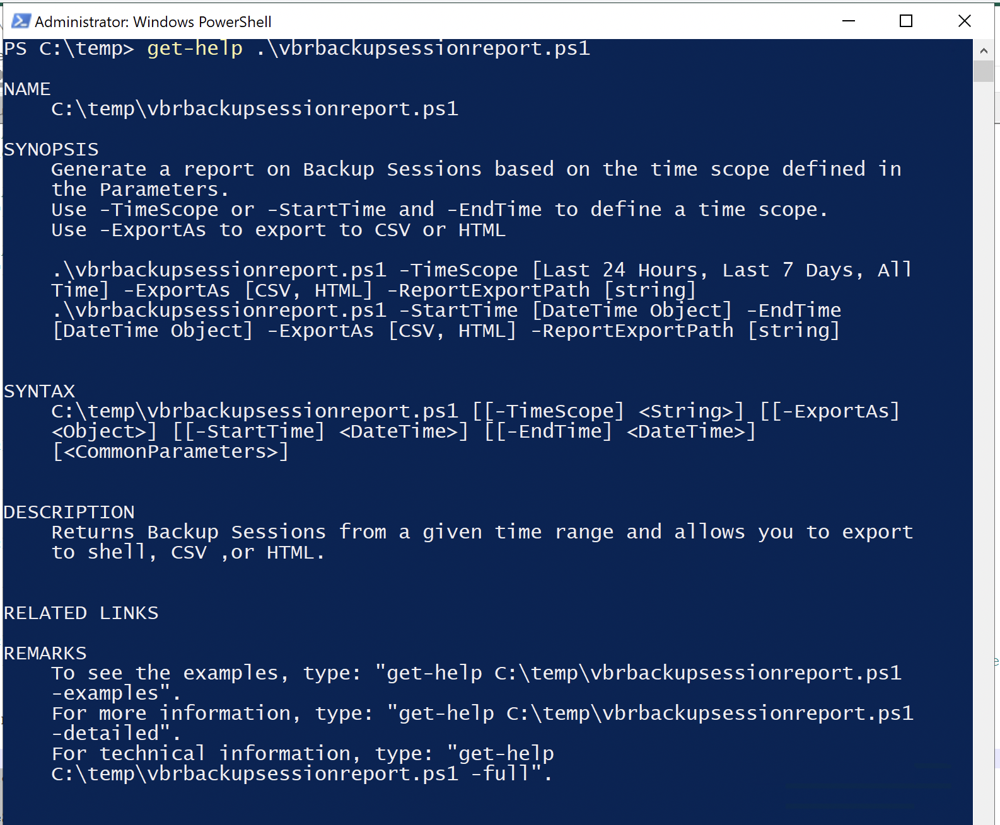 Administrator: Windows PowerShell
PS C:\temp> get-help .\vbrbackupsessionreport.ps1
NAME
C:\temp\vbrbackupsessionreport.ps1
SYNOPSIS
Generate a report on Backup Sessions based on the time scope defined in
the Parameters.
Use -TimeScope or -StartTime and -EndTime to define a time scope.
Use -ExportAs to export to CSV or HTML
.\vbrbackupsessionreport.ps1 -TimeScope [Last 24 Hours, Last 7 Days, All
Time] -ExportAs [CSV, HTML] -ReportExportPath [string]
.\vbrbackupsessionreport.ps1 -StartTime [DateTime Object] -EndTime
[DateTime Object] -ExportAs [CSV, HTML] -ReportExportPath [string]
SYNTAX
C:\temp\vbrbackupsessionreport.ps1 [[-TimeScope] <String>] [[-ExportAs]
<Object>] [[-StartTime] <DateTime>] [[-EndTime] <DateTime>]
[<CommonParameters>]
DESCRIPTION
Returns Backup Sessions from a given time range and allows you to export
to shell, CSV ,or HTML.
RELATED LINKS
REMARKS
To see the examples, type: "get-help C:\temp\vbrbackupsessionreport.ps1
-examples".
For more information, type: "get-help C:\temp\vbrbackupsessionreport.ps1
-detailed".
For technical information, type: "get-help
C:\temp\vbrbackupsessionreport.ps1 -full".